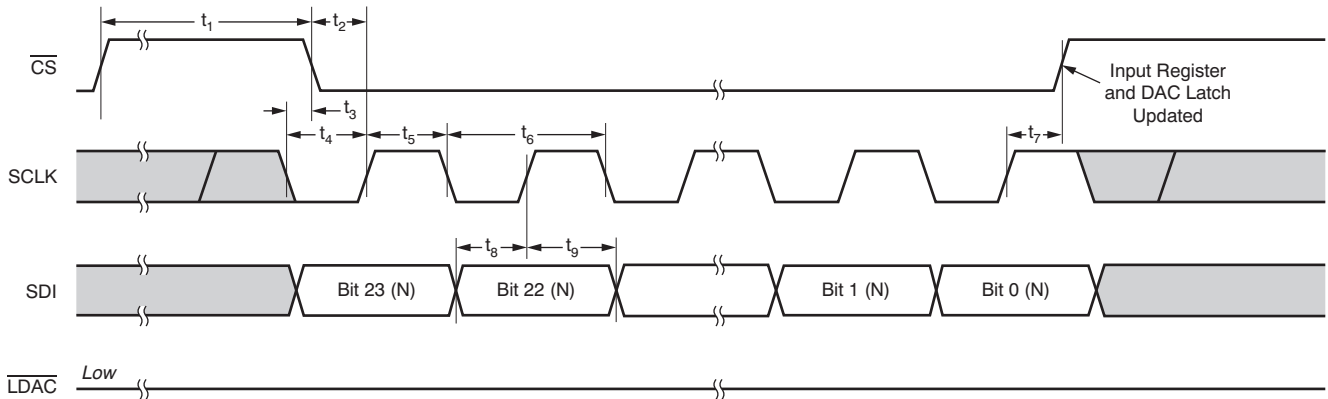 t1
t2
CS
Input Register
and DAC Latch
Updated
t3
t4
t5
t6
t7
SCLK
t8
t9
SDI
Bit 23 (N)
Bit 22 (N)
Bit 1 (N)
Bit 0 (N)
LDAC
Low